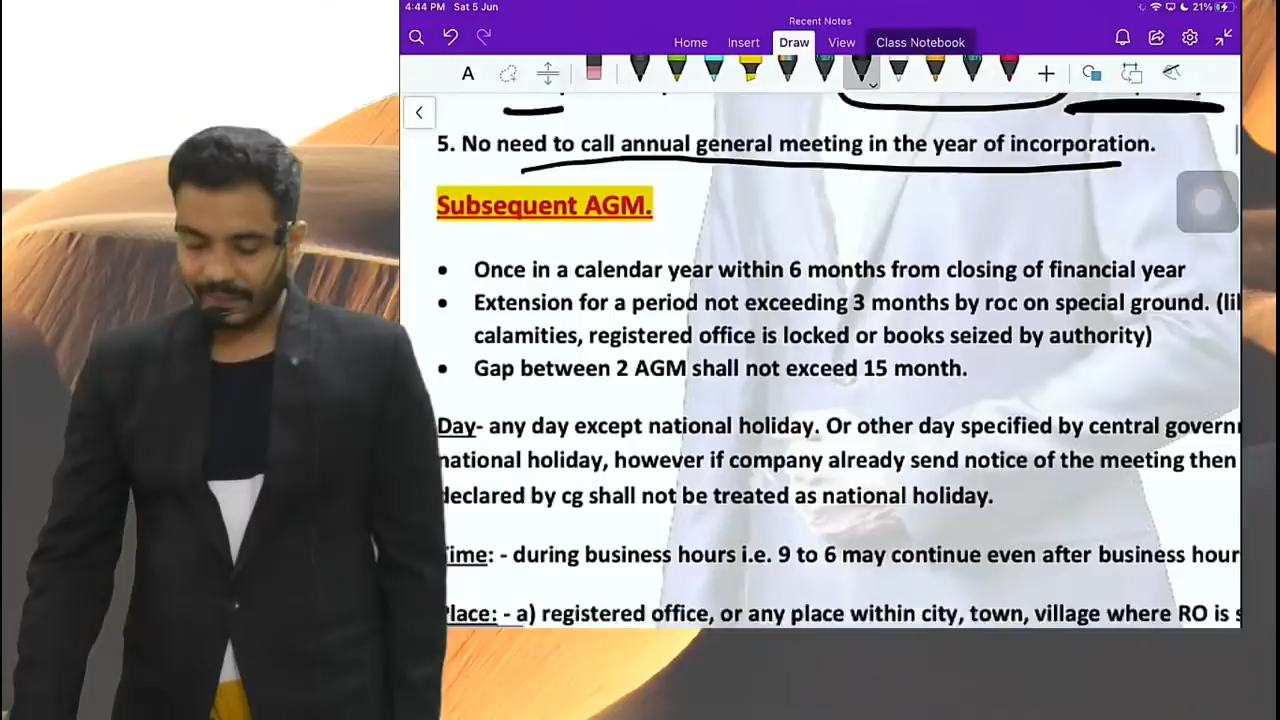 4:44 PM Sat 5 Jun
21%
Recent Notes
Home Insert Draw View Class Notebook
A
5. No need to call annual general meeting in the year of incorporation.
Subsequent AGM.
• Once in a calendar year within 6 months from closing of financial year
• Extension for a period not exceeding 3 months by roc on special ground.
calamities, registered office is locked or books seized by authority)
• Gap between 2 AGM shall not exceed 15 month.
Day- any day except national holiday. Or other day specified by central
national holiday, however if company already send notice of the meeting then
declared by cg shall not be treated as national holiday.
Time: - during business hours i.e. 9 to 6 may continue even after business
Place: - a) registered office, or any place within city, town, village where RO is